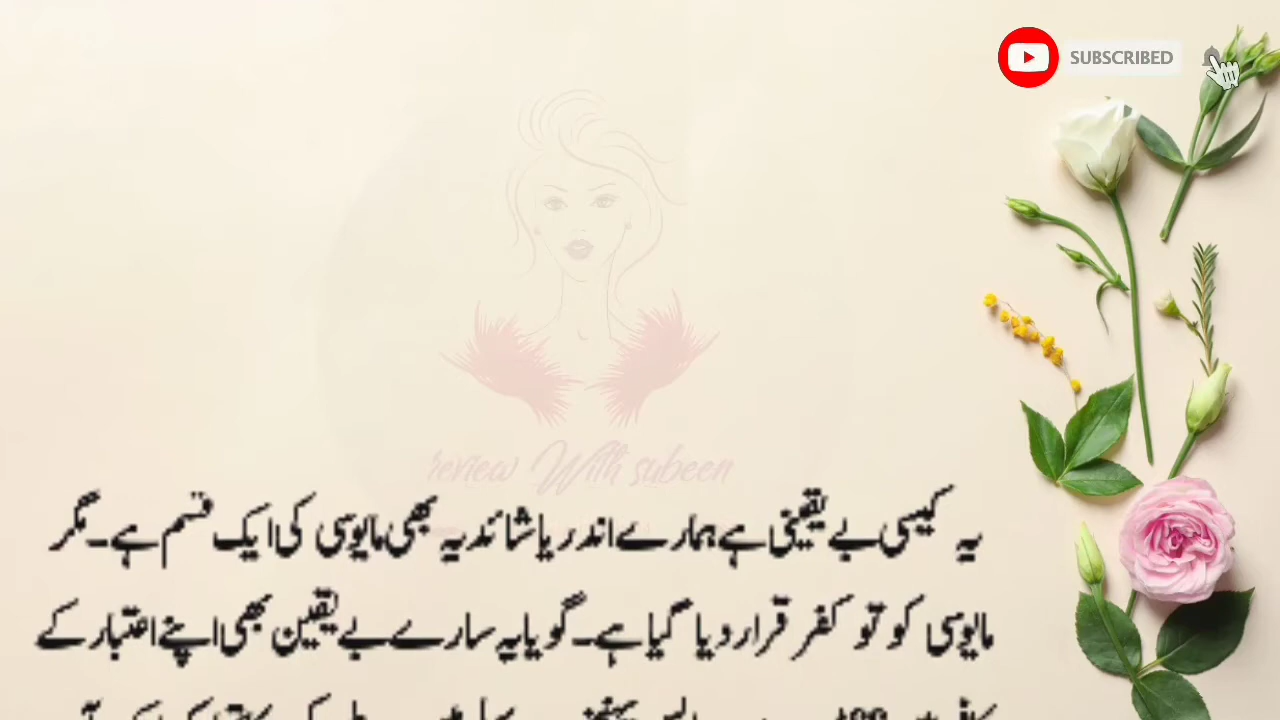 SUBSCRIBED
review With subeen
یہ کیسی بے یقینی ہے ہمارے اندر یا شائد یہ بھی مایوسی کی ایک قسم ہے۔ مگر
مایوسی کو تو کفر قرار دیا گیا ہے۔ گویا یہ سارے بے یقین بھی اپنے اعتبار کے